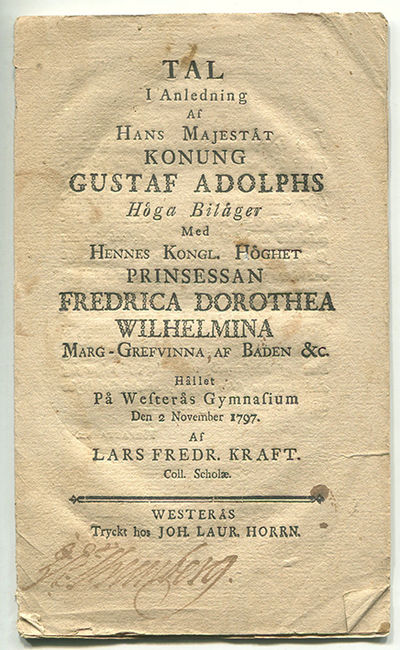 TAL
I Anledning
Af
HANS MAJESTÅT
KONUNG
GUSTAF ADOLPHS
Höga Biläger
Med
HENNES KONGL. HÖGHET
PRINSESSAN
FREDRICA DOROTHEA
WILHELMINA
MARG-GREFVINNA, AF BADEN &c.
Hållet
På Weſterås Gymnaſium
Den 2 November 1797.
Af
LARS FREDR. KRAFT.
Coll. Scholæ.
WESTERÅS
Tryckt hos JOH. LAUR. HORRN.